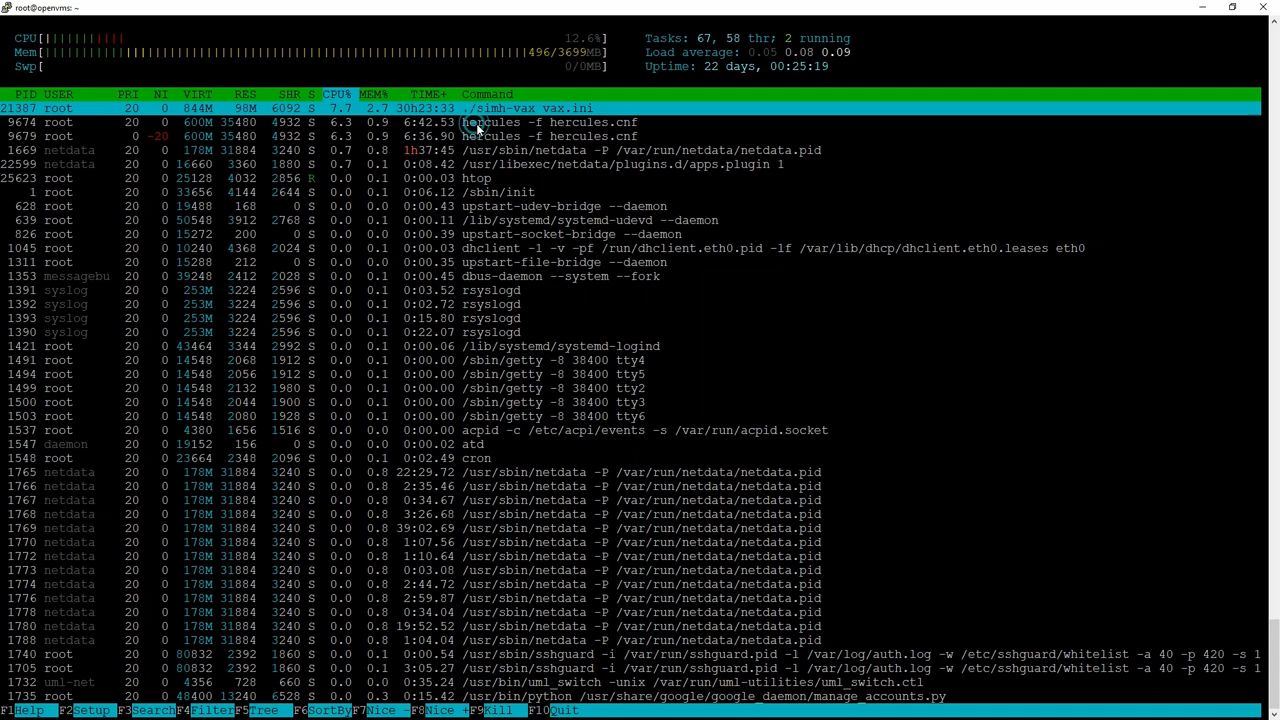 root@openvms: ~
CPU[ 12.6%] Tasks: 67, 58 thr; 2 running
Mem[ 496/3699MB] Load average: 0.05 0.08 0.09
Swp[ 0/0MB] Uptime: 22 days, 00:25:19
PID USER PRI NI VIRT RES SHR S CPU% MEM% TIME+ Command
21387 root 20 0 844M 98M 6092 S 7.7 2.7 30h23:33 ./simh-vax vax.ini
9674 root 20 0 600M 35480 4932 S 6.3 0.9 6:42.53 hercules -f hercules.cnf
9679 root 0 -20 600M 35480 4932 S 6.3 0.9 6:36.90 hercules -f hercules.cnf
1669 netdata 20 0 178M 31884 3240 S 0.7 0.8 1h37:45 /usr/sbin/netdata -P /var/run/netdata/netdata.pid
22599 netdata 20 0 16660 3360 1880 S 0.7 0.1 0:08.42 /usr/libexec/netdata/plugins.d/apps.plugin 1
25623 root 20 0 25128 4032 2856 R 0.0 0.1 0:00.03 htop
1 root 20 0 33656 4144 2644 S 0.0 0.1 0:06.12 /sbin/init
628 root 20 0 19488 168 0 S 0.0 0.0 0:00.43 upstart-udev-bridge --daemon
639 root 20 0 50548 3912 2768 S 0.0 0.1 0:00.11 /lib/systemd/systemd-udevd --daemon
826 root 20 0 15272 200 0 S 0.0 0.0 0:00.39 upstart-socket-bridge --daemon
1045 root 20 0 10240 4368 2024 S 0.0 0.1 0:00.03 dhclient -1 -v -pf /run/dhclient.eth0.pid -lf /var/lib/dhcp/dhclient.eth0.leases eth0
1311 root 20 0 15288 212 0 S 0.0 0.0 0:00.41 upstart-file-bridge --daemon
1353 messagebu 20 0 39248 2412 2028 S 0.0 0.1 0:00.45 dbus-daemon --system --fork
1391 syslog 20 0 253M 3224 2596 S 0.0 0.1 0:03.52 rsyslogd
1392 syslog 20 0 253M 3224 2596 S 0.0 0.1 0:02.72 rsyslogd
1393 syslog 20 0 253M 3224 2596 S 0.0 0.1 0:15.80 rsyslogd
1390 syslog 20 0 253M 3224 2596 S 0.0 0.1 0:22.07 rsyslogd
1421 root 20 0 43464 3344 2992 S 0.0 0.1 0:00.06 /lib/systemd/systemd-logind
1491 root 20 0 14548 2068 1912 S 0.0 0.1 0:00.00 /sbin/getty -8 38400 tty4
1494 root 20 0 14548 2056 1912 S 0.0 0.1 0:00.00 /sbin/getty -8 38400 tty5
1499 root 20 0 14548 2132 1980 S 0.0 0.1 0:00.00 /sbin/getty -8 38400 tty2
1500 root 20 0 14548 2044 1900 S 0.0 0.1 0:00.00 /sbin/getty -8 38400 tty3
1503 root 20 0 14548 2080 1928 S 0.0 0.1 0:00.00 /sbin/getty -8 38400 tty6
1537 root 20 0 4380 1656 1516 S 0.0 0.0 0:00.00 acpid -c /etc/acpi/events -s /var/run/acpid.socket
1547 daemon 20 0 19152 156 0 S 0.0 0.0 0:00.02 atd
1548 root 20 0 23664 2348 2096 S 0.0 0.1 0:02.49 cron
1765 netdata 20 0 178M 31884 3240 S 0.0 0.8 22:29.72 /usr/sbin/netdata -P /var/run/netdata/netdata.pid
1766 netdata 20 0 178M 31884 3240 S 0.0 0.8 2:35.46 /usr/sbin/netdata -P /var/run/netdata/netdata.pid
1767 netdata 20 0 178M 31884 3240 S 0.0 0.8 0:34.67 /usr/sbin/netdata -P /var/run/netdata/netdata.pid
1768 netdata 20 0 178M 31884 3240 S 0.0 0.8 3:26.68 /usr/sbin/netdata -P /var/run/netdata/netdata.pid
1769 netdata 20 0 178M 31884 3240 S 0.0 0.8 39:02.69 /usr/sbin/netdata -P /var/run/netdata/netdata.pid
1770 netdata 20 0 178M 31884 3240 S 0.0 0.8 1:07.56 /usr/sbin/netdata -P /var/run/netdata/netdata.pid
1772 netdata 20 0 178M 31884 3240 S 0.0 0.8 1:10.64 /usr/sbin/netdata -P /var/run/netdata/netdata.pid
1773 netdata 20 0 178M 31884 3240 S 0.0 0.8 0:03.08 /usr/sbin/netdata -P /var/run/netdata/netdata.pid
1774 netdata 20 0 178M 31884 3240 S 0.0 0.8 2:44.72 /usr/sbin/netdata -P /var/run/netdata/netdata.pid
1776 netdata 20 0 178M 31884 3240 S 0.0 0.8 2:59.87 /usr/sbin/netdata -P /var/run/netdata/netdata.pid
1778 netdata 20 0 178M 31884 3240 S 0.0 0.8 0:34.04 /usr/sbin/netdata -P /var/run/netdata/netdata.pid
1780 netdata 20 0 178M 31884 3240 S 0.0 0.8 19:52.52 /usr/sbin/netdata -P /var/run/netdata/netdata.pid
1788 netdata 20 0 178M 31884 3240 S 0.0 0.8 1:04.04 /usr/sbin/netdata -P /var/run/netdata/netdata.pid
1740 root 20 0 80832 2392 1860 S 0.0 0.1 0:00.54 /usr/sbin/sshguard -i /var/run/sshguard.pid -l /var/log/auth.log -w /etc/sshguard/whitelist -a 40 -p 420 -s 1
1705 root 20 0 80832 2392 1860 S 0.0 0.1 3:05.27 /usr/sbin/sshguard -i /var/run/sshguard.pid -l /var/log/auth.log -w /etc/sshguard/whitelist -a 40 -p 420 -s 1
1732 uml-net 20 0 4356 728 660 S 0.0 0.0 0:35.24 /usr/bin/uml_switch -unix /var/run/uml-utilities/uml_switch.ctl
1735 root 20 0 48400 13240 6528 S 0.0 0.3 0:15.42 /usr/bin/python /usr/share/google/google_daemon/manage_accounts.py
F1Help F2Setup F3SearchF4FilterF5Tree F6SortByF7Nice -F8Nice +F9Kill F10Quit